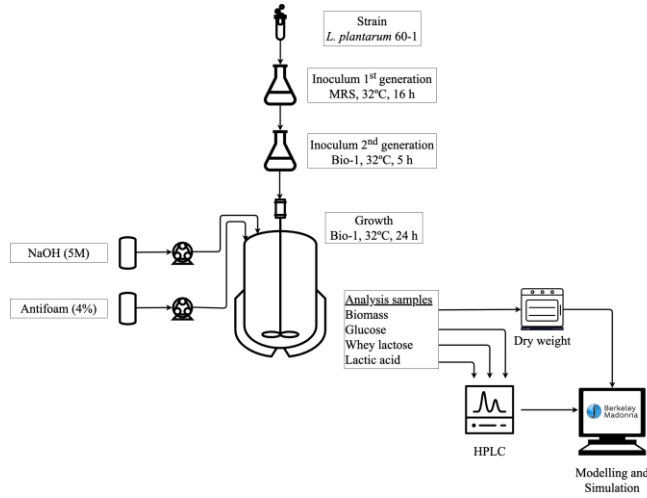 Strain
L. plantarum 60-1
Inoculum 1st generation
MRS, 32ºC, 16 h
Inoculum 2nd generation
Bio-1, 32ºC, 5 h
Growth
Bio-1, 32ºC, 24 h
NaOH (5M)
Antifoam (4%)
Analysis samples
Biomass
Glucose
Whey lactose
Lactic acid
Dry weight
HPLC
Berkeley
Madonna
Modelling and
Simulation